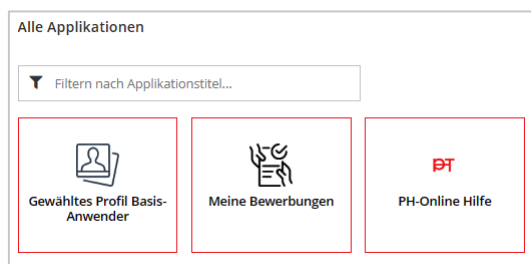 Alle Applikationen
Filtern nach Applikationstitel...
Gewähltes Profil Basis-
Anwender
Meine Bewerbungen
PH-Online Hilfe